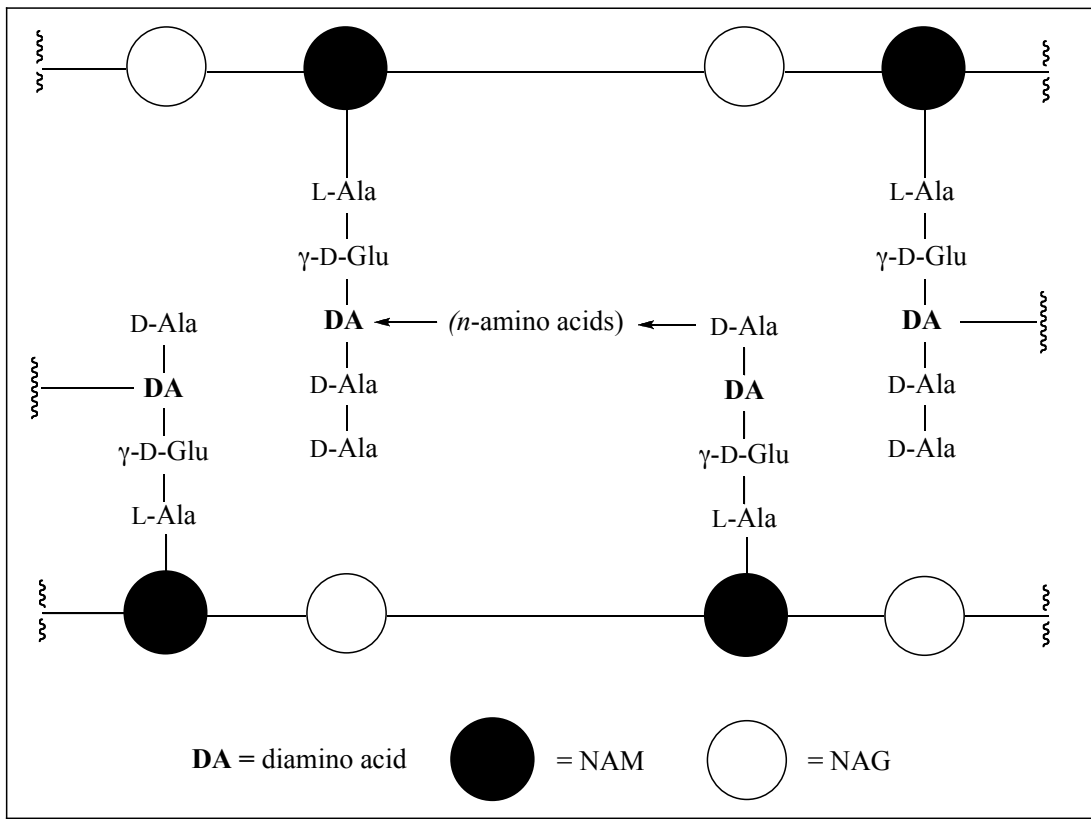 L-Ala L-Ala
γ-D-Glu γ-D-Glu
D-Ala DA (n-amino acids) D-Ala DA
DA D-Ala DA D-Ala
γ-D-Glu D-Ala γ-D-Glu D-Ala
L-Ala L-Ala
DA = diamino acid = NAM = NAG